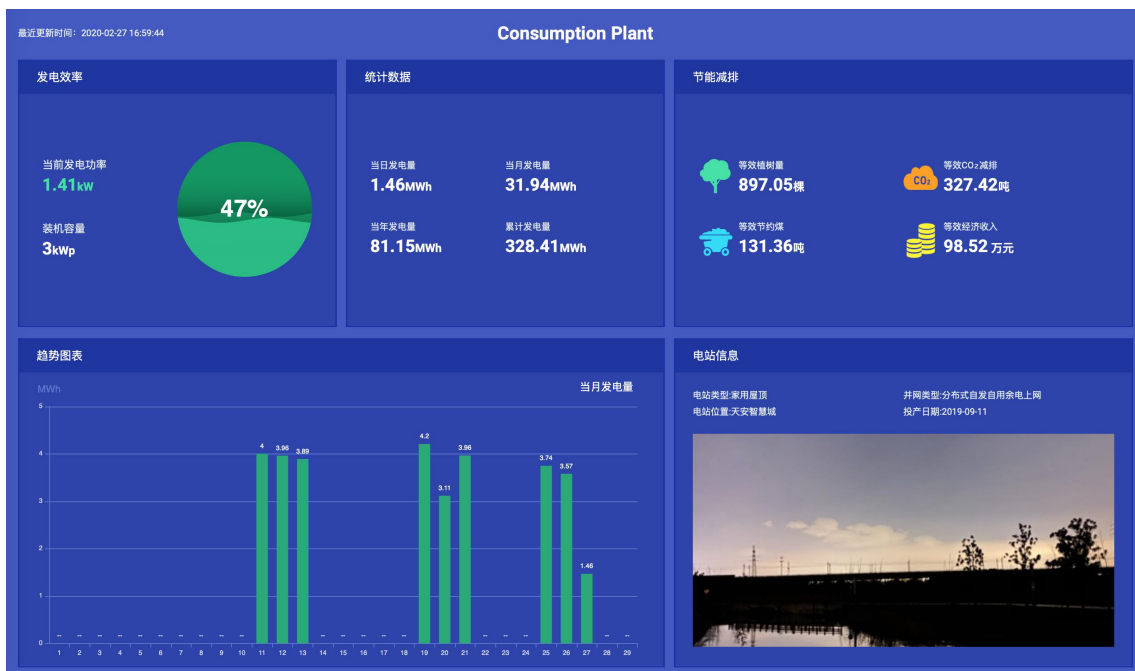 最近更新时间：2020-02-27 16:59:44
Consumption Plant
发电效率
当前发电功率
1.41kW
装机容量
3kWp
47%
统计数据
当日发电量
1.46MWh
当月发电量
31.94MWh
当年发电量
81.15MWh
累计发电量
328.41MWh
节能减排
等效植树量
897.05棵
CO₂
等效CO₂减排
327.42吨
等效节约煤
131.36吨
等效经济收入
98.52 万元
趋势图表
MWh
当月发电量
5
4
3
2
1
0
-- -- -- -- -- -- -- -- -- -- 4 3.96 3.89 -- -- -- -- -- 4.2 3.11 3.96 -- -- -- 3.74 3.57 1.46 -- --
1 2 3 4 5 6 7 8 9 10 11 12 13 14 15 16 17 18 19 20 21 22 23 24 25 26 27 28 29
电站信息
电站类型:家用屋顶
并网类型:分布式自发自用余电上网
电站位置:天安智慧城
投产日期:2019-09-11